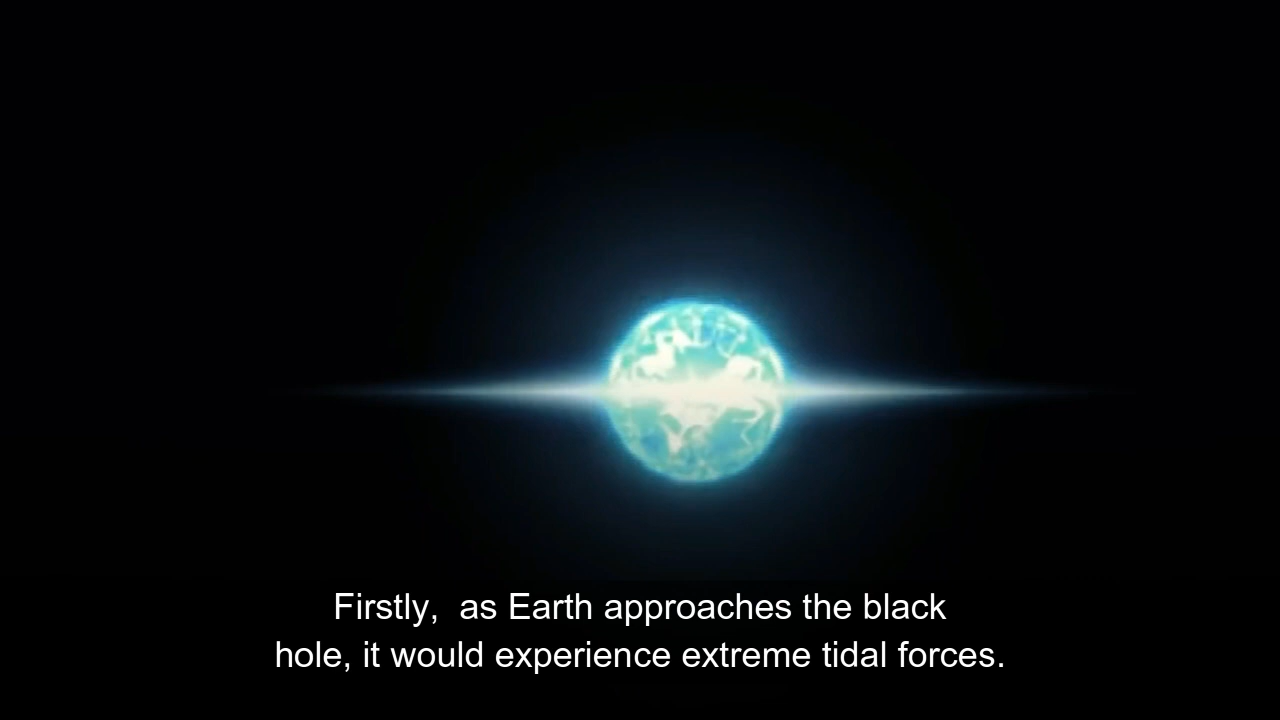 Firstly,  as Earth approaches the black
hole, it would experience extreme tidal forces.